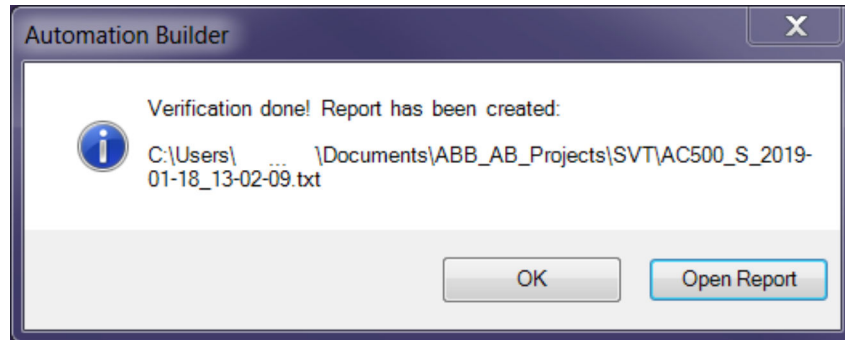 Automation Builder
X
Verification done! Report has been created:
C:\Users\ ... \Documents\ABB_AB_Projects\SVT\AC500_S_2019-
01-18_13-02-09.txt
OK Open Report